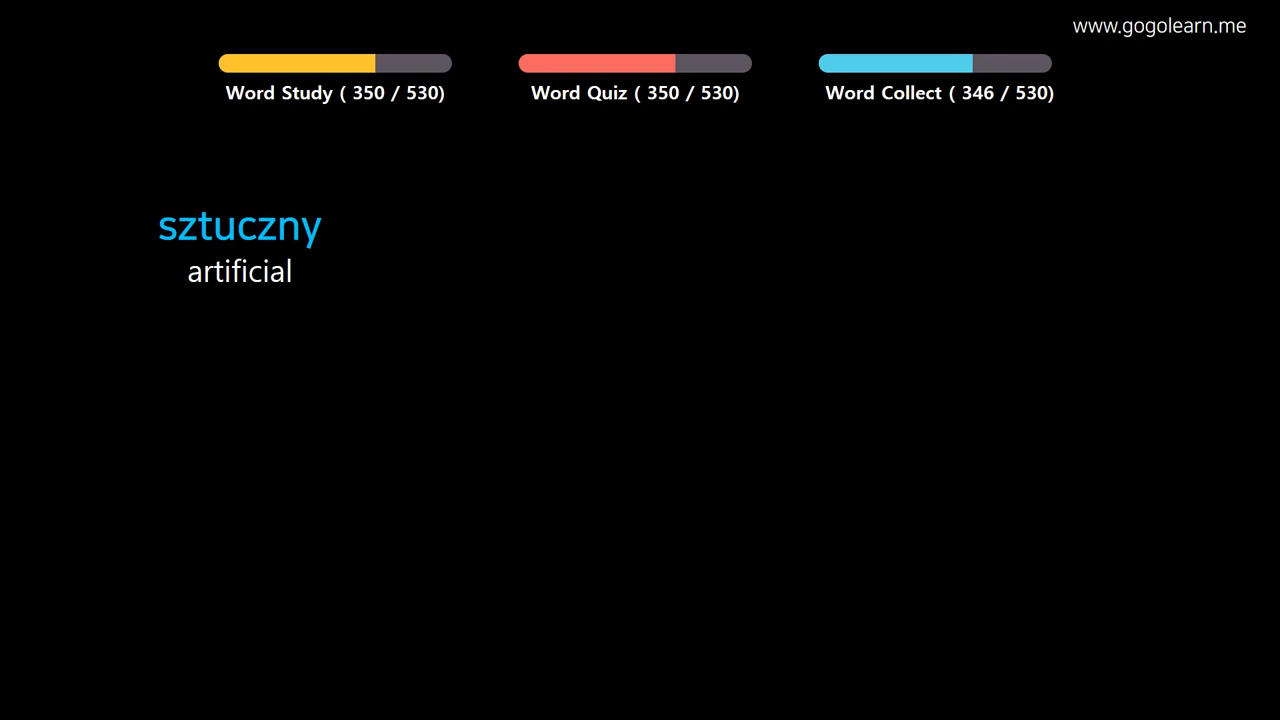 www.gogolearn.me
Word Study ( 350 / 530)
Word Quiz ( 350 / 530)
Word Collect ( 346 / 530)
sztuczny
artificial